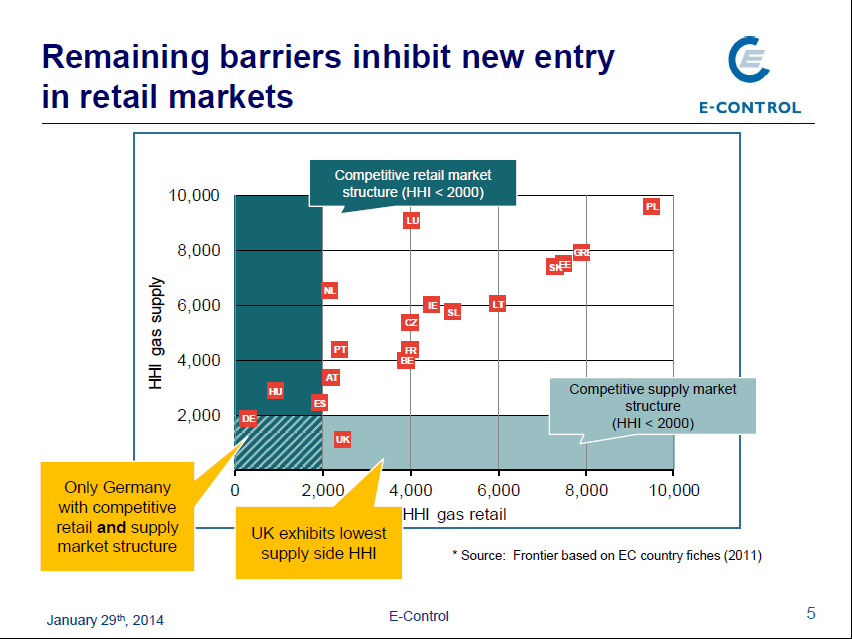 Remaining barriers inhibit new entry
in retail markets
E-CONTROL
Competitive retail market
structure (HHI < 2000)
10,000
8,000
6,000
4,000
2,000
HHI gas supply
PL
LU
GR
SK
EE
NL
IE
SL
LT
CZ
PT
FR
BE
AT
HU
ES
DE
UK
Competitive supply market
structure
(HHI < 2000)
0
2,000
4,000
6,000
8,000
10,000
HHI gas retail
Only Germany
with competitive
retail and supply
market structure
UK exhibits lowest
supply side HHI
* Source: Frontier based on EC country fiches (2011)
January 29th, 2014
E-Control
5